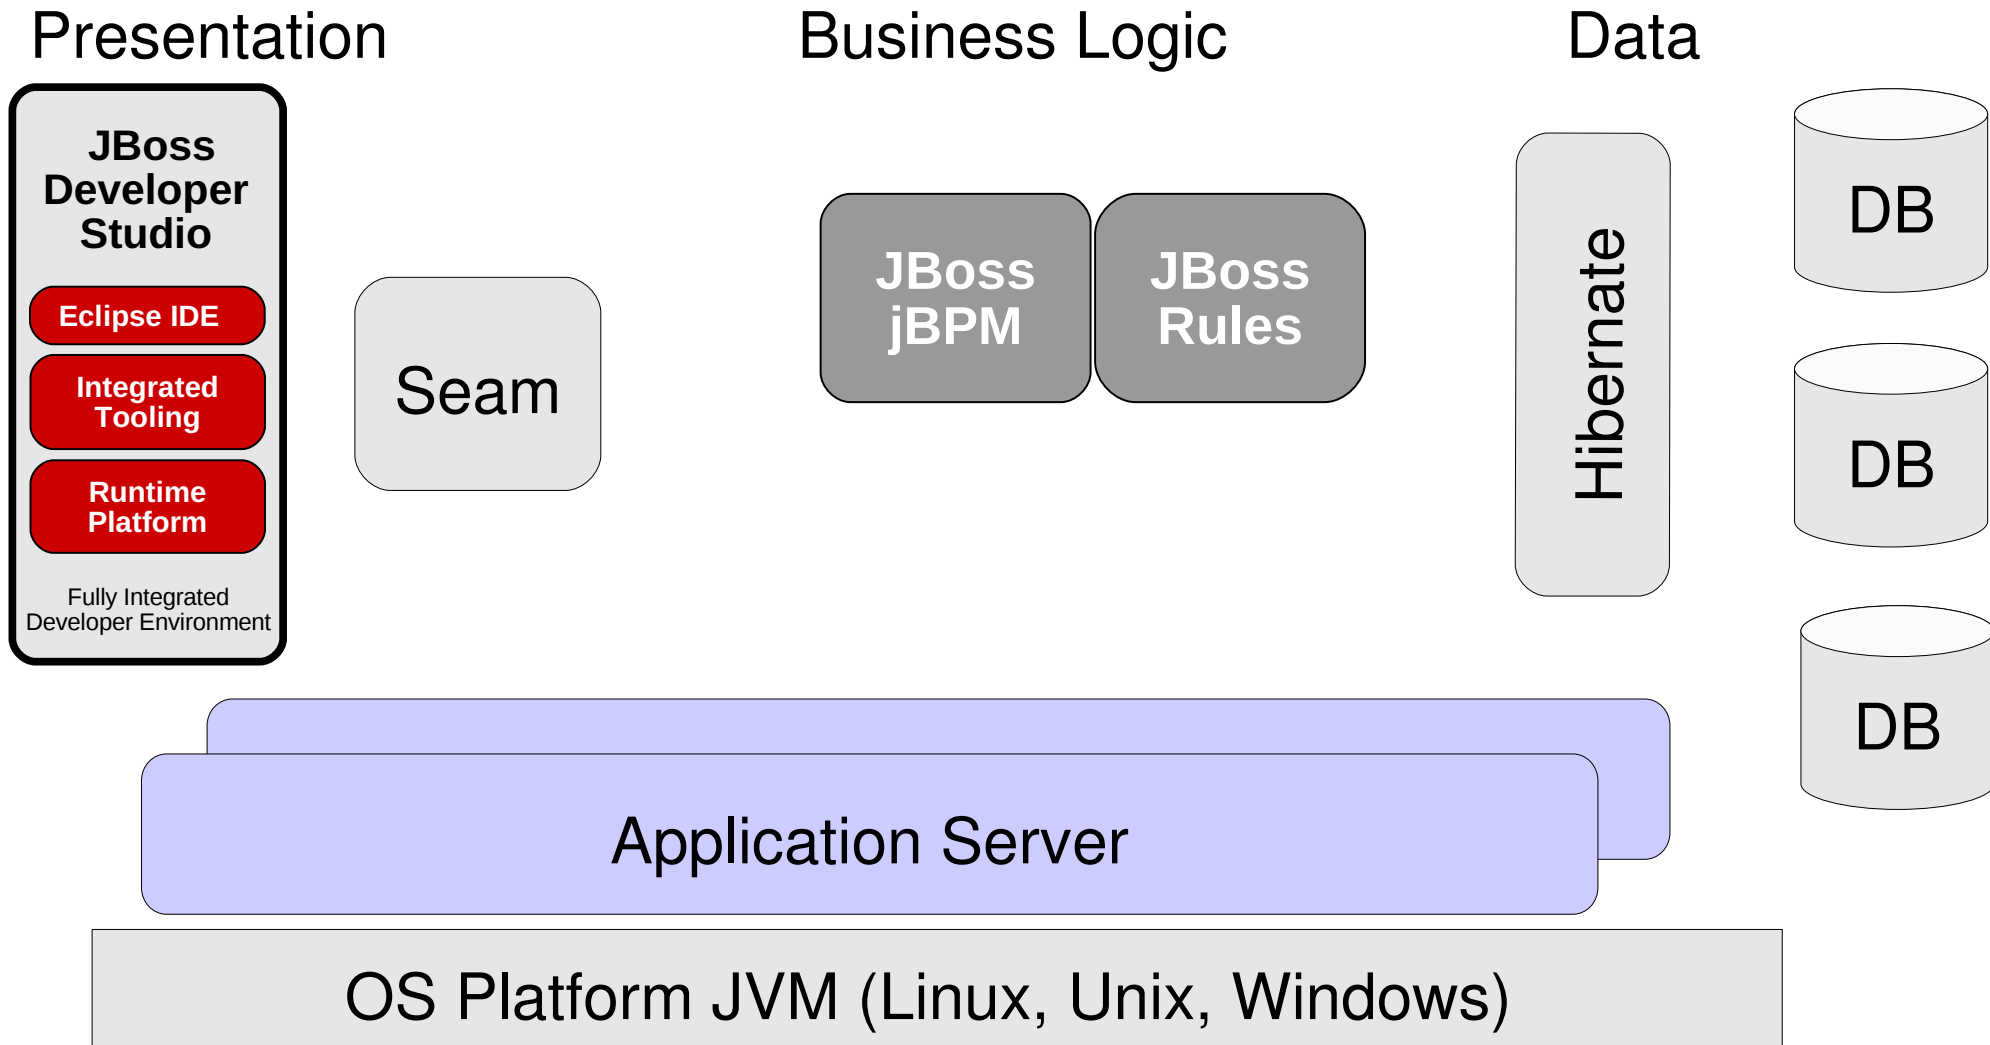 Presentation
Business Logic
Data
JBoss
Developer
Studio
Eclipse IDE
Integrated
Tooling
Runtime
Platform
Fully Integrated
Developer Environment
Seam
JBoss
jBPM
JBoss
Rules
Hibernate
DB
DB
DB
Application Server
OS Platform JVM (Linux, Unix, Windows)